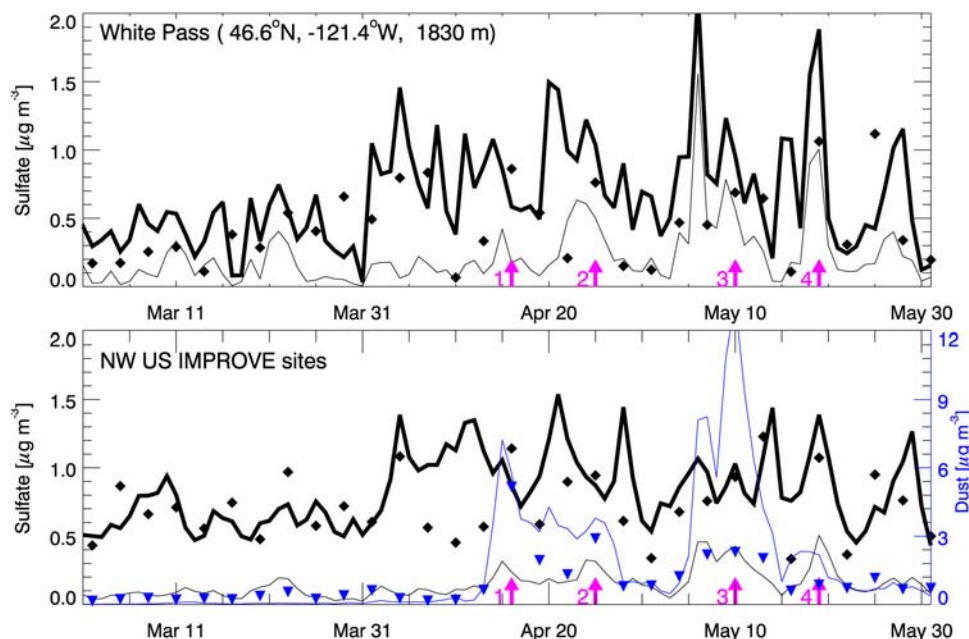 White Pass ( 46.6°N, -121.4°W, 1830 m)
Sulfate [μg m⁻³]
2.0
1.5
1.0
0.5
0.0
1
2
3
4
Mar 11
Mar 31
Apr 20
May 10
May 30
NW US IMPROVE sites
Sulfate [μg m⁻³]
2.0
1.5
1.0
0.5
0.0
12
9
6
3
0
Dust [μg m⁻³]
1
2
3
4
Mar 11
Mar 31
Apr 20
May 10
May 30